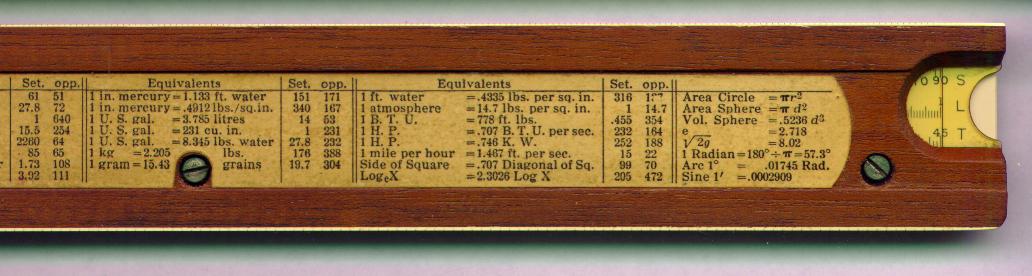 Set. opp.
61 51
27.8 72
1 640
15.5 254
2260 64
85 65
1.73 108
3.92 111
Equivalents
1 in. mercury = 1.133 ft. water
1 in. mercury = .4912 lbs./sq.in.
1 U. S. gal. = 3.785 litres
1 U. S. gal. = 231 cu. in.
1 U. S. gal. = 8.345 lbs. water
1 kg = 2.205 lbs.
1 gram = 15.43 grains
Set. opp.
151 171
340 167
14 53
1 231
27.8 232
176 388
19.7 304
Equivalents
1 ft. water =.4335 lbs. per sq. in.
1 atmosphere =14.7 lbs. per sq. in.
1 B. T. U. =778 ft. lbs.
1 H. P. =.707 B. T. U. per sec.
1 H. P. =.746 K. W.
1 mile per hour =1.467 ft. per sec.
Side of Square =.707 Diagonal of Sq.
LogₑX =2.3026 Log X
Set. opp.
316
1 14.7
.455 354
232 164
252 188
15 22
99 70
205 472
Area Circle = πr²
Area Sphere = π d²
Vol. Sphere = .5236 d³
e = 2.718
√2g = 8.02
1 Radian = 180° ÷ π = 57.3°
Arc 1° = .01745 Rad.
Sine 1′ = .0002909
0 90 S
L
45 T